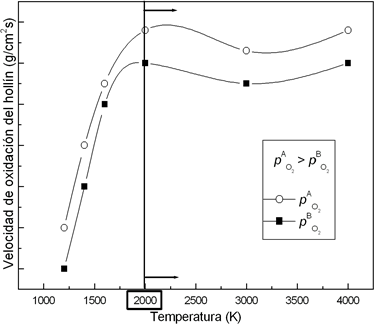 Velocidad de oxidación del hollín (g/cm²s)
p^A_O₂ > p^B_O₂
p^A_O₂
p^B_O₂
1000 1500 2000 2500 3000 3500 4000
Temperatura (K)